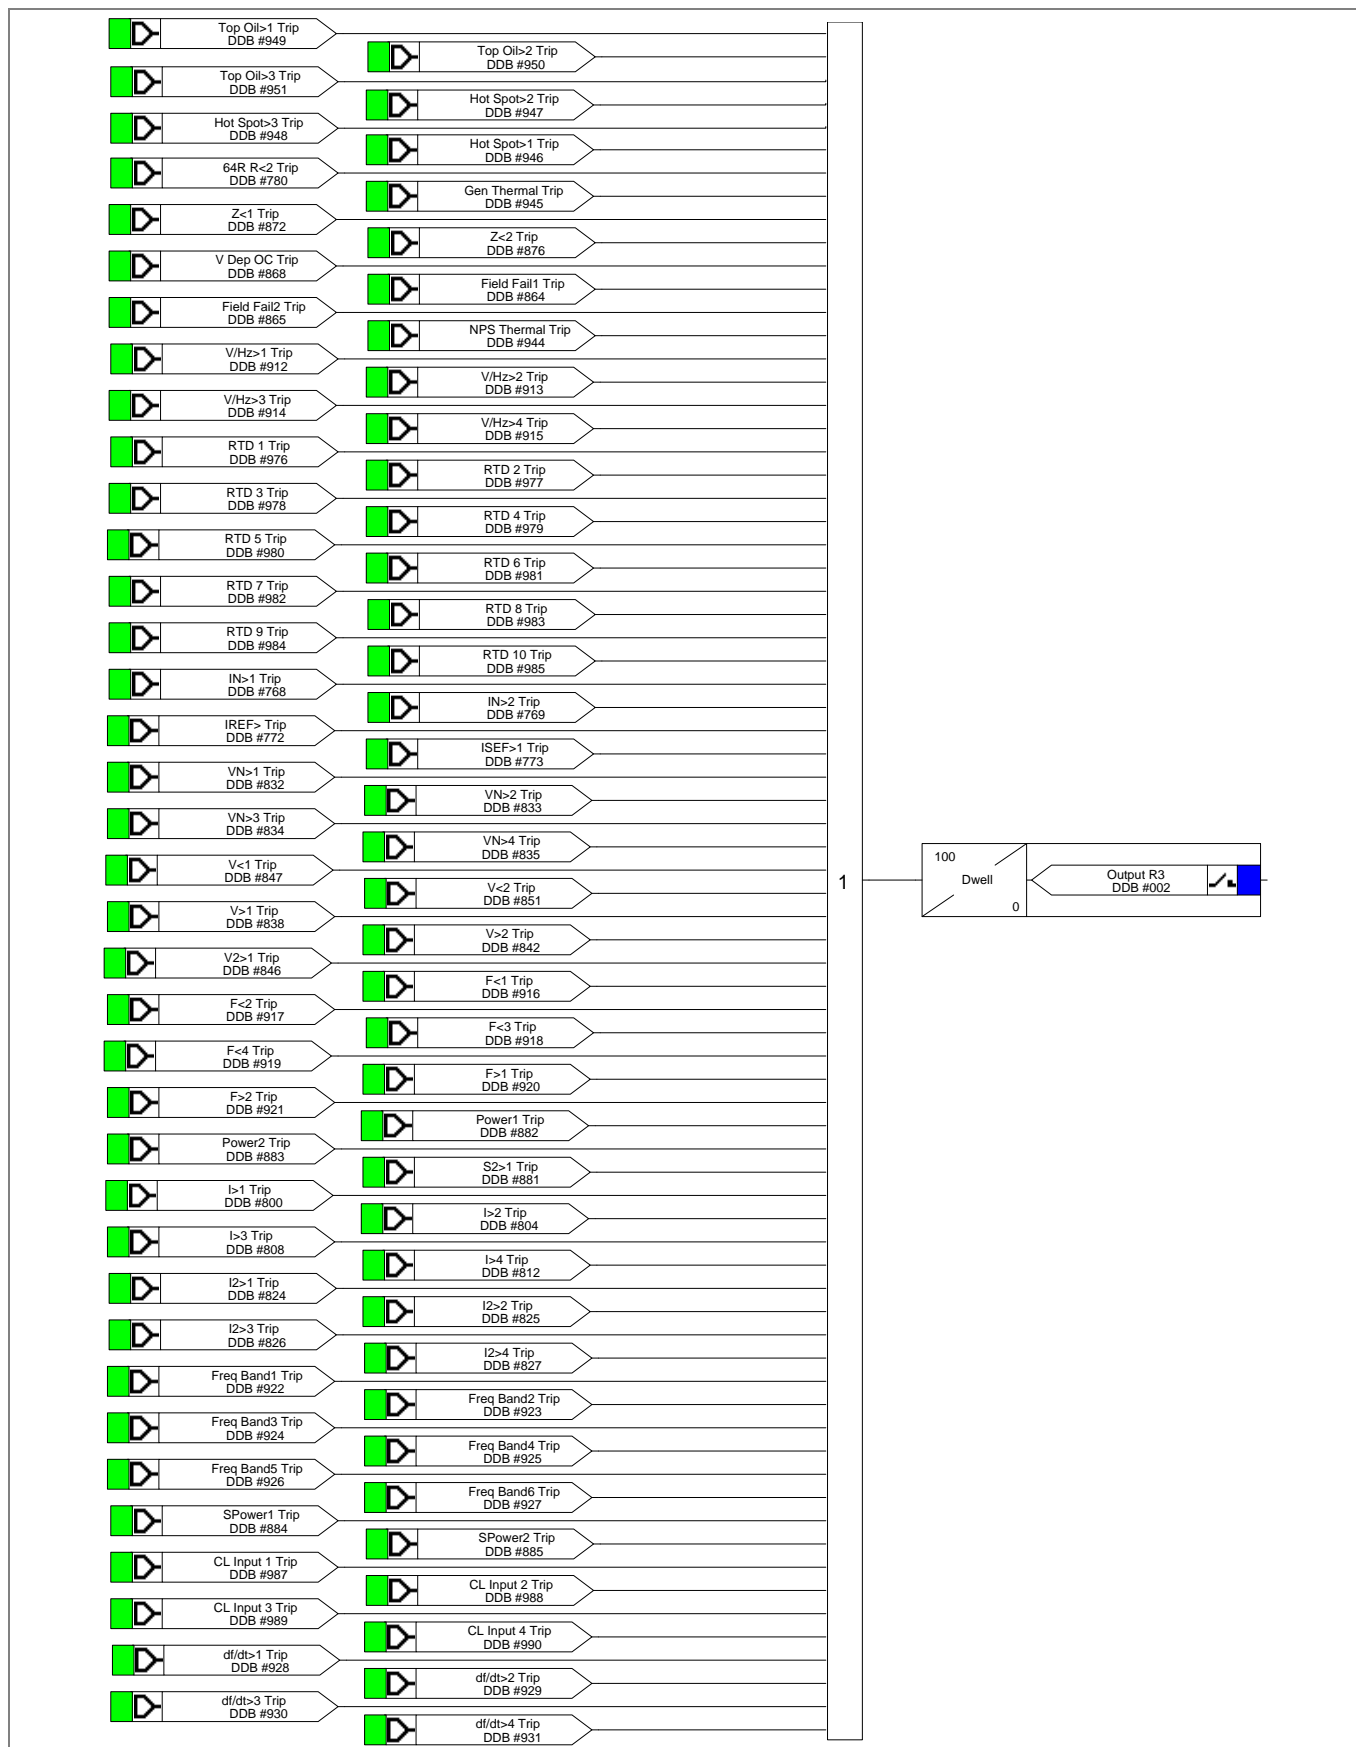 Top Oil>1 Trip
DDB #949
Top Oil>2 Trip
DDB #950
Top Oil>3 Trip
DDB #951
Hot Spot>2 Trip
DDB #947
Hot Spot>3 Trip
DDB #948
Hot Spot>1 Trip
DDB #946
64R R<2 Trip
DDB #780
Gen Thermal Trip
DDB #945
Z<1 Trip
DDB #872
Z<2 Trip
DDB #876
V Dep OC Trip
DDB #868
Field Fail1 Trip
DDB #864
Field Fail2 Trip
DDB #865
NPS Thermal Trip
DDB #944
V/Hz>1 Trip
DDB #912
V/Hz>2 Trip
DDB #913
V/Hz>3 Trip
DDB #914
V/Hz>4 Trip
DDB #915
RTD 1 Trip
DDB #976
RTD 2 Trip
DDB #977
RTD 3 Trip
DDB #978
RTD 4 Trip
DDB #979
RTD 5 Trip
DDB #980
RTD 6 Trip
DDB #981
RTD 7 Trip
DDB #982
RTD 8 Trip
DDB #983
RTD 9 Trip
DDB #984
RTD 10 Trip
DDB #985
IN>1 Trip
DDB #768
IN>2 Trip
DDB #769
IREF> Trip
DDB #772
ISEF>1 Trip
DDB #773
VN>1 Trip
DDB #832
VN>2 Trip
DDB #833
VN>3 Trip
DDB #834
VN>4 Trip
DDB #835
V<1 Trip
DDB #847
V<2 Trip
DDB #851
V>1 Trip
DDB #838
V>2 Trip
DDB #842
V2>1 Trip
DDB #846
F<1 Trip
DDB #916
F<2 Trip
DDB #917
F<3 Trip
DDB #918
F<4 Trip
DDB #919
F>1 Trip
DDB #920
F>2 Trip
DDB #921
Power1 Trip
DDB #882
Power2 Trip
DDB #883
S2>1 Trip
DDB #881
I>1 Trip
DDB #800
I>2 Trip
DDB #804
I>3 Trip
DDB #808
I>4 Trip
DDB #812
I2>1 Trip
DDB #824
I2>2 Trip
DDB #825
I2>3 Trip
DDB #826
I2>4 Trip
DDB #827
Freq Band1 Trip
DDB #922
Freq Band2 Trip
DDB #923
Freq Band3 Trip
DDB #924
Freq Band4 Trip
DDB #925
Freq Band5 Trip
DDB #926
Freq Band6 Trip
DDB #927
SPower1 Trip
DDB #884
SPower2 Trip
DDB #885
CL Input 1 Trip
DDB #987
CL Input 2 Trip
DDB #988
CL Input 3 Trip
DDB #989
CL Input 4 Trip
DDB #990
df/dt>1 Trip
DDB #928
df/dt>2 Trip
DDB #929
df/dt>3 Trip
DDB #930
df/dt>4 Trip
DDB #931
1
100
Dwell
0
Output R3
DDB #002